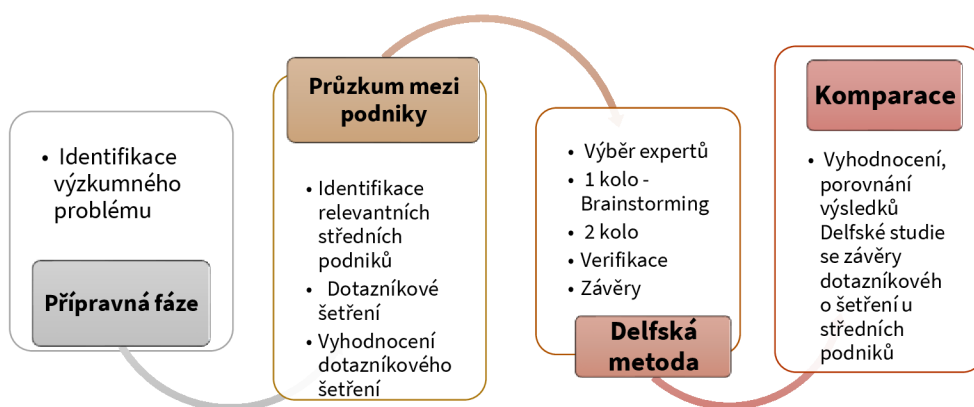 • Identifikace
výzkumného
problému
Přípravná fáze
Průzkum mezi
podniky
• Identifikace
relevantních
středních
podniků
• Dotazníkové
šetření
• Vyhodnocení
dotazníkového
šetření
• Výběr expertů
• 1 kolo -
Brainstorming
• 2 kolo
• Verifikace
• Závěry
Delfská
metoda
Komparace
• Vyhodnocení,
porovnání
výsledků
Delfské studie
se závěry
dotazníkovéh
o šetření u
středních
podniků